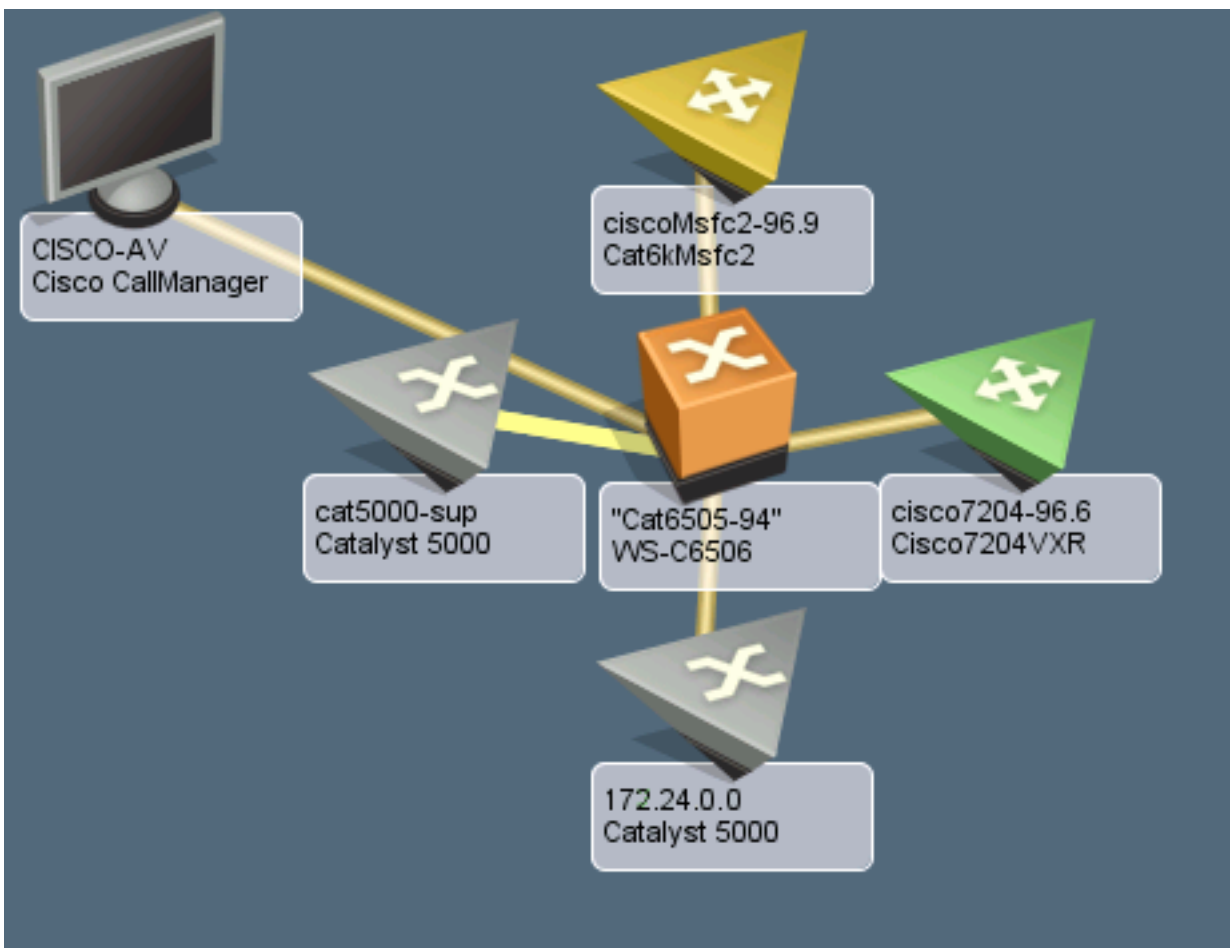 CISCO-AV
Cisco CallManager
ciscoMsfc2-96.9
Cat6kMsfc2
cat5000-sup
Catalyst 5000
"Cat6505-94"
WS-C6506
cisco7204-96.6
Cisco7204VXR
172.24.0.0
Catalyst 5000